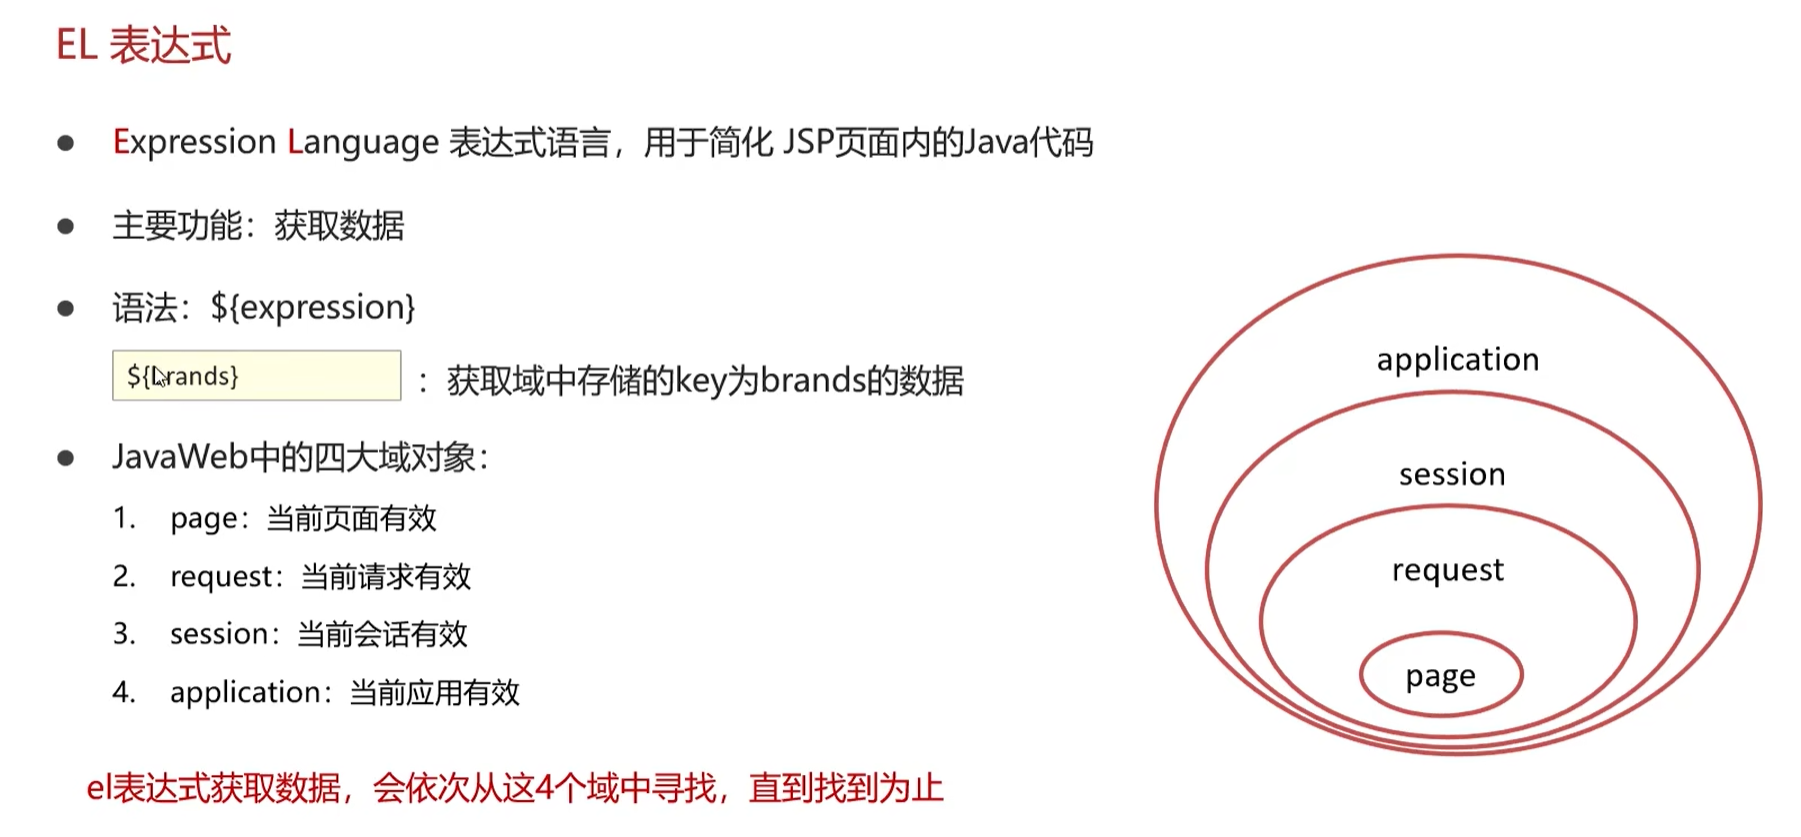 EL 表达式
Expression Language 表达式语言，用于简化 JSP页面内的Java代码
主要功能：获取数据
语法：${expression}
${brands}
：获取域中存储的key为brands的数据
JavaWeb中的四大域对象：
1. page：当前页面有效
2. request：当前请求有效
3. session：当前会话有效
4. application：当前应用有效
el表达式获取数据，会依次从这4个域中寻找，直到找到为止
application
session
request
page